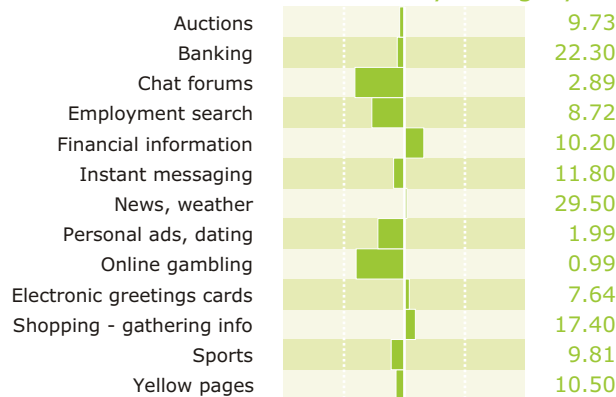 Auctions 9.73
Banking 22.30
Chat forums 2.89
Employment search 8.72
Financial information 10.20
Instant messaging 11.80
News, weather 29.50
Personal ads, dating 1.99
Online gambling 0.99
Electronic greetings cards 7.64
Shopping - gathering info 17.40
Sports 9.81
Yellow pages 10.50